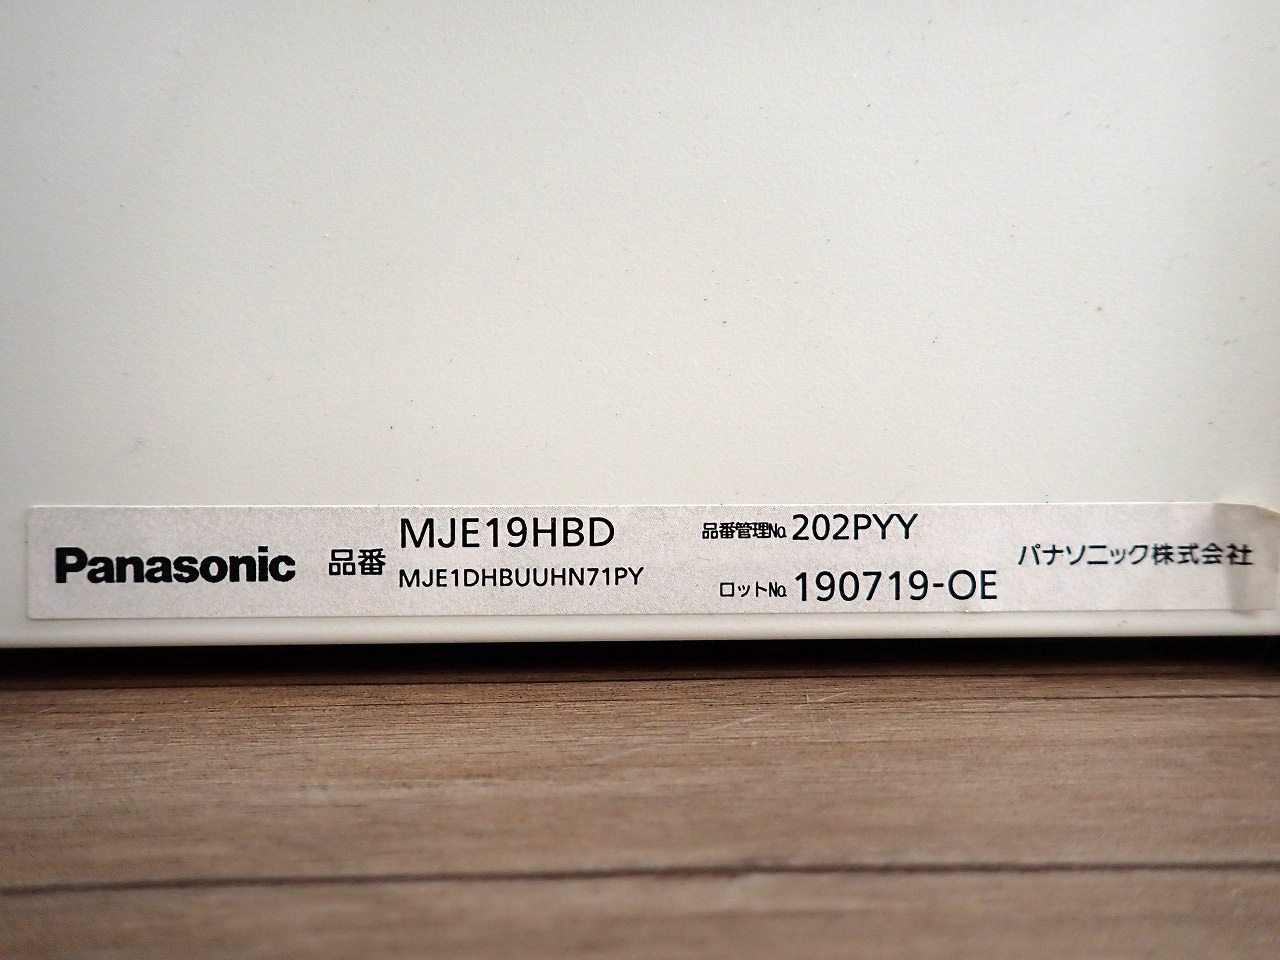 Panasonic
品番
MJE19HBD
MJE1DHBUUHN71PY
品番管理№ 202PYY
ロット№ 190719-OE
パナソニック株式会社